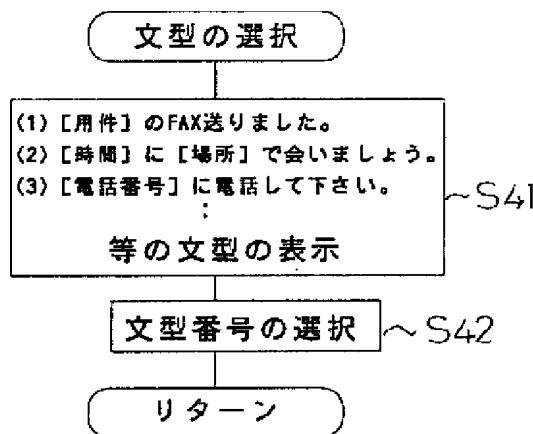 文型の選択
(1) [用件] のFAX送りました。
(2) [時間] に [場所] で会いましょう。
(3) [電話番号] に電話して下さい。
:
等の文型の表示
~S41
文型番号の選択
~S42
リターン